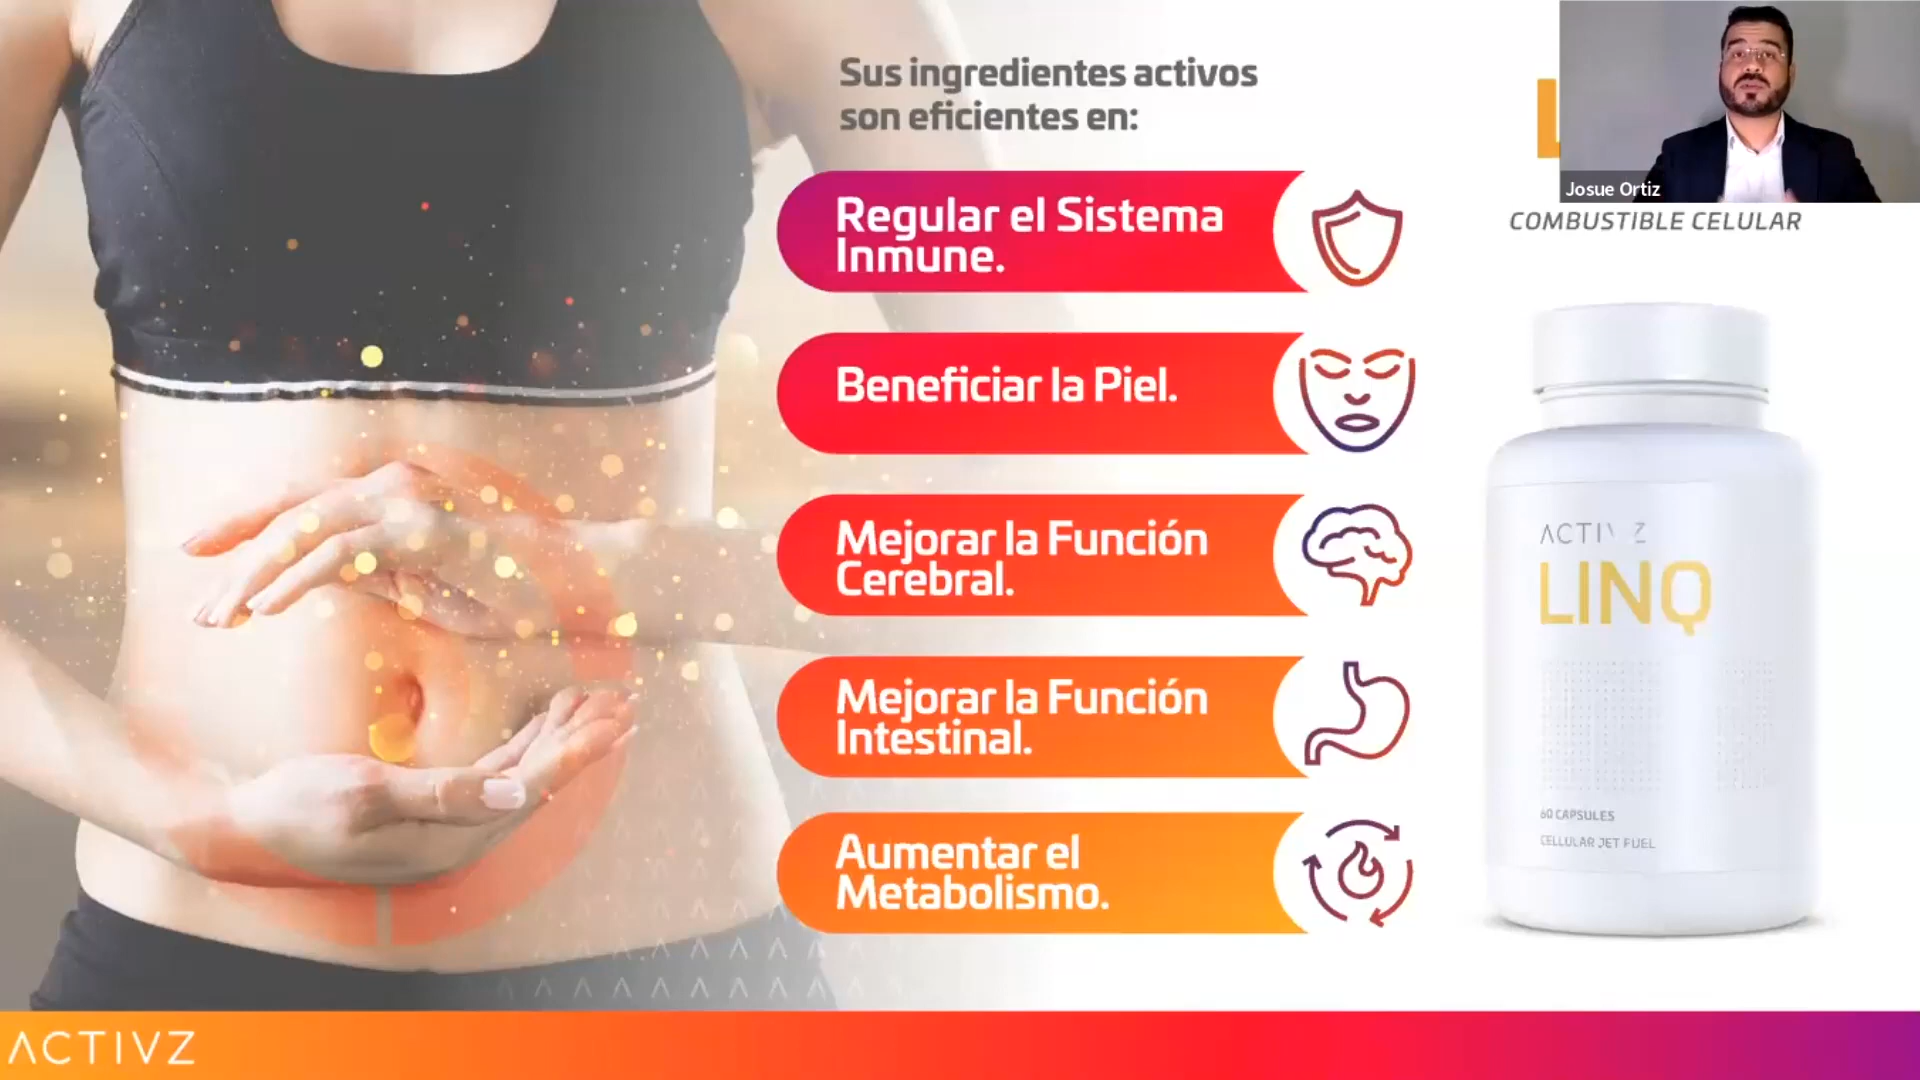 Sus ingredientes activos
son eficientes en:
Regular el Sistema
Inmune.
Beneficiar la Piel.
Mejorar la Función
Cerebral.
Mejorar la Función
Intestinal.
Aumentar el
Metabolismo.
Josue Ortiz
COMBUSTIBLE CELULAR
ACTIVZ
LINQ
60 CAPSULES
CELLULAR JET FUEL
ACTIVZ